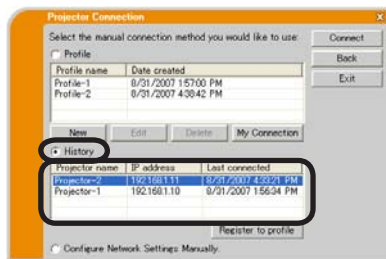 Projector Connection
Select the manual connection method you would like to use:
Connect
Back
Exit
Profile
Profile name Date created
Profile-1 8/31/2007 1:57:00 PM
Profile-2 8/31/2007 4:38:42 PM
New Edit Delete My Connection
History
Projector name IP address Last connected
Projector-2 192.168.1.11 8/31/2007 4:33:21 PM
Projector-1 192.168.1.10 8/31/2007 1:56:34 PM
Register to profile
Configure Network Settings Manually.